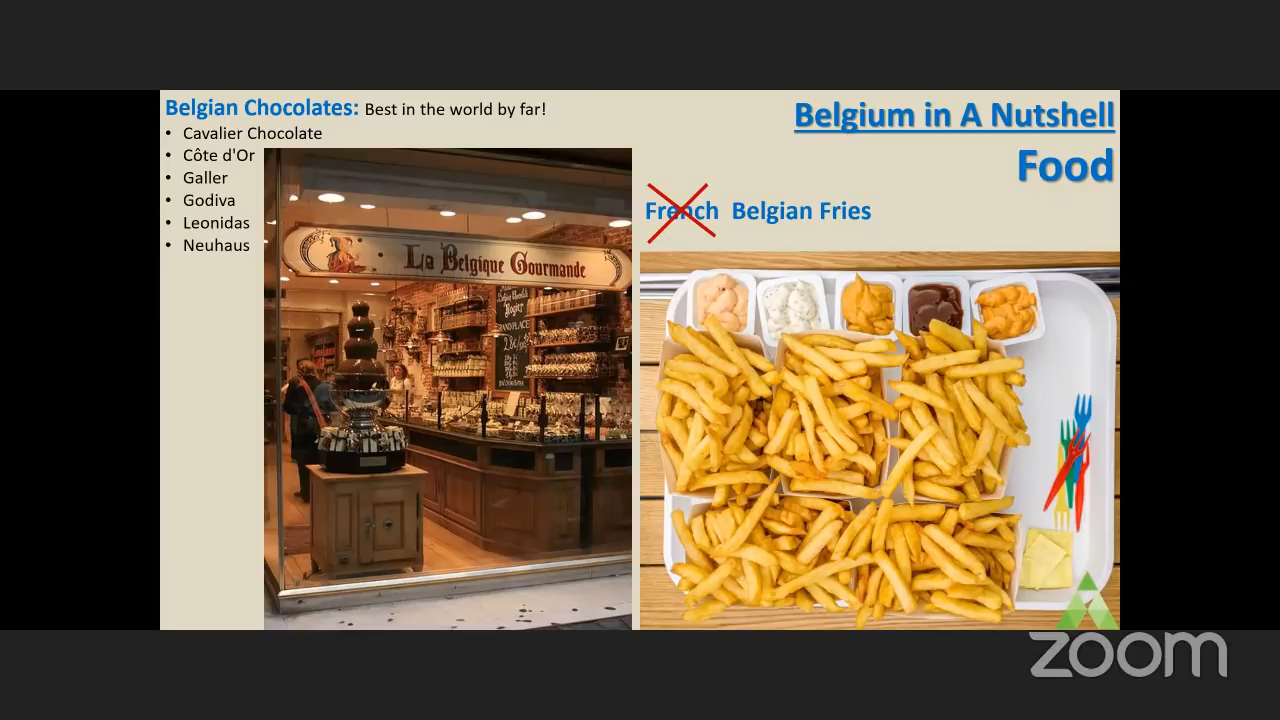 Belgian Chocolates: Best in the world by far!
• Cavalier Chocolate
• Côte d'Or
• Galler
• Godiva
• Leonidas
• Neuhaus
Belgium in A Nutshell
Food
French Belgian Fries
La Belgique Gourmande
zoom